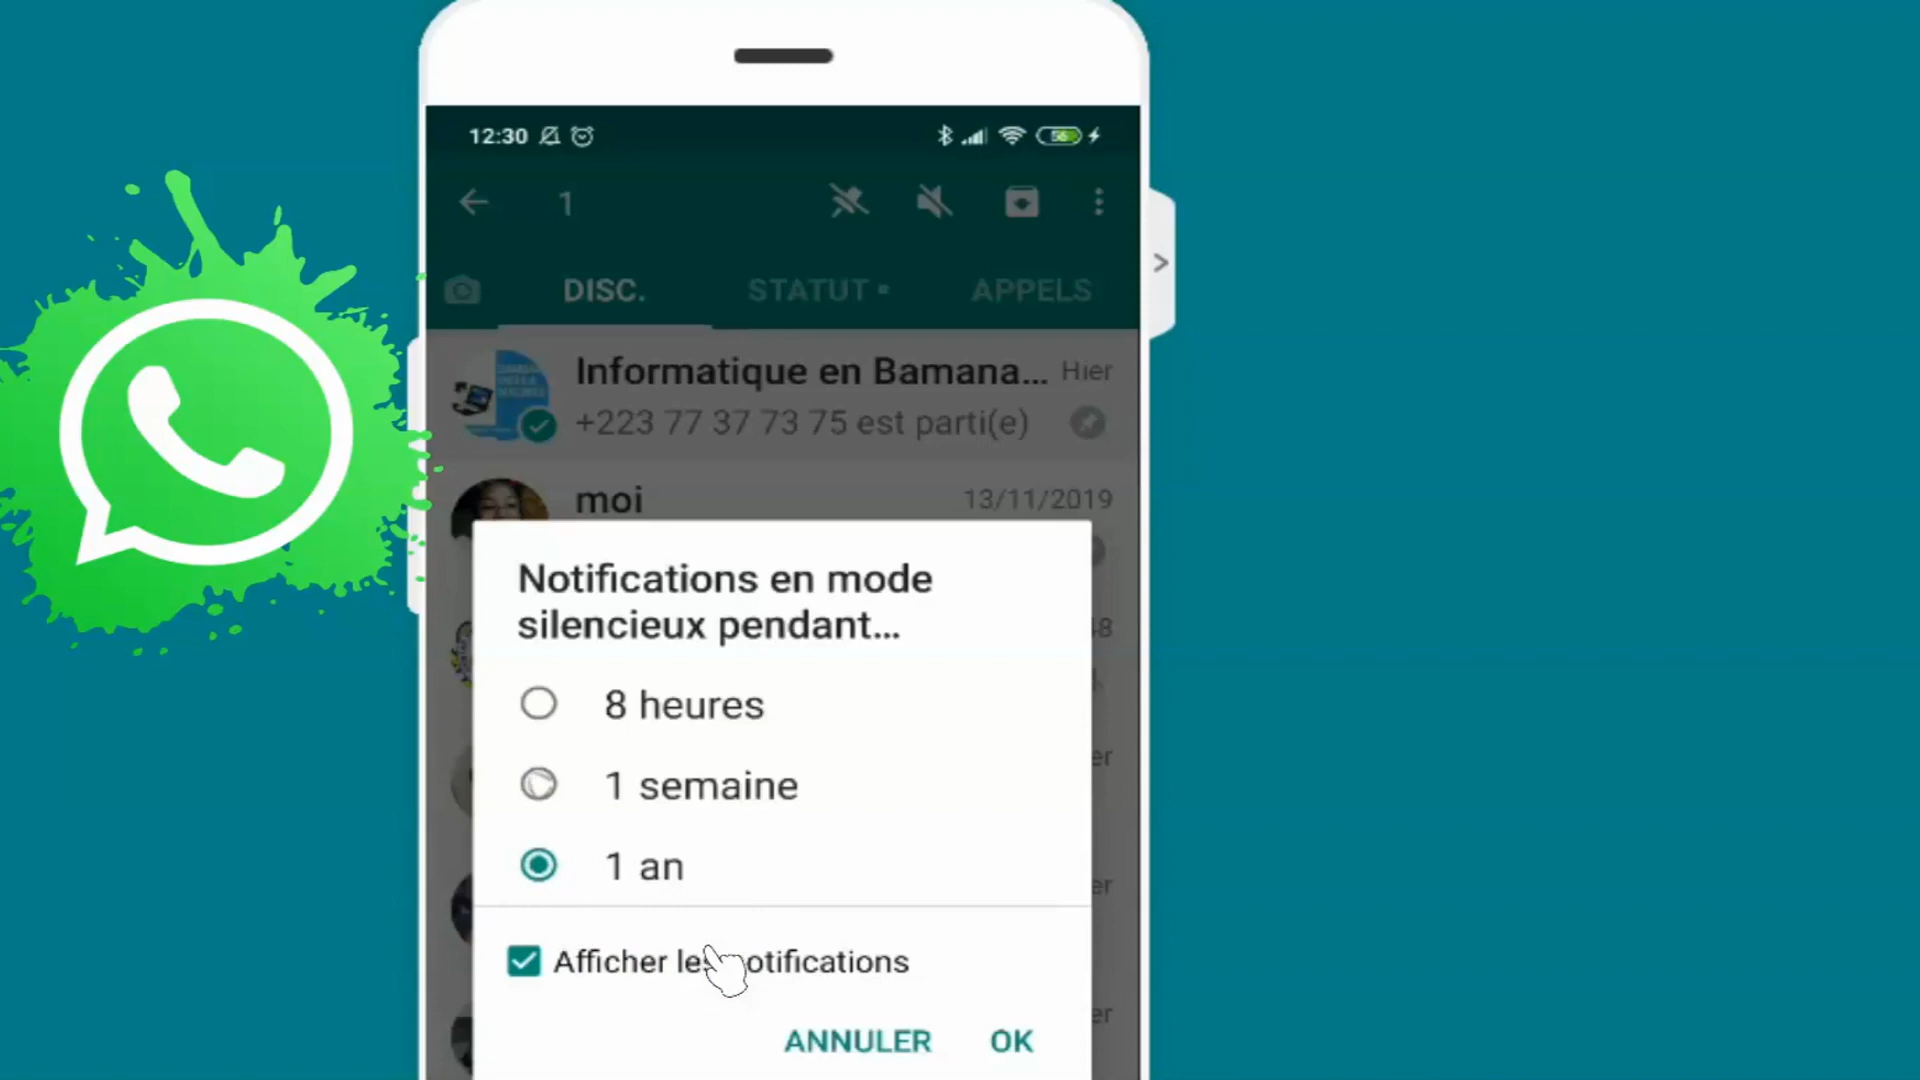 12:30
56
1
DISC.
STATUT
APPELS
Informatique en Bamana... Hier
+223 77 37 73 75 est parti(e)
moi 13/11/2019
Notifications en mode
silencieux pendant...
8 heures
1 semaine
1 an
Afficher les notifications
ANNULER
OK